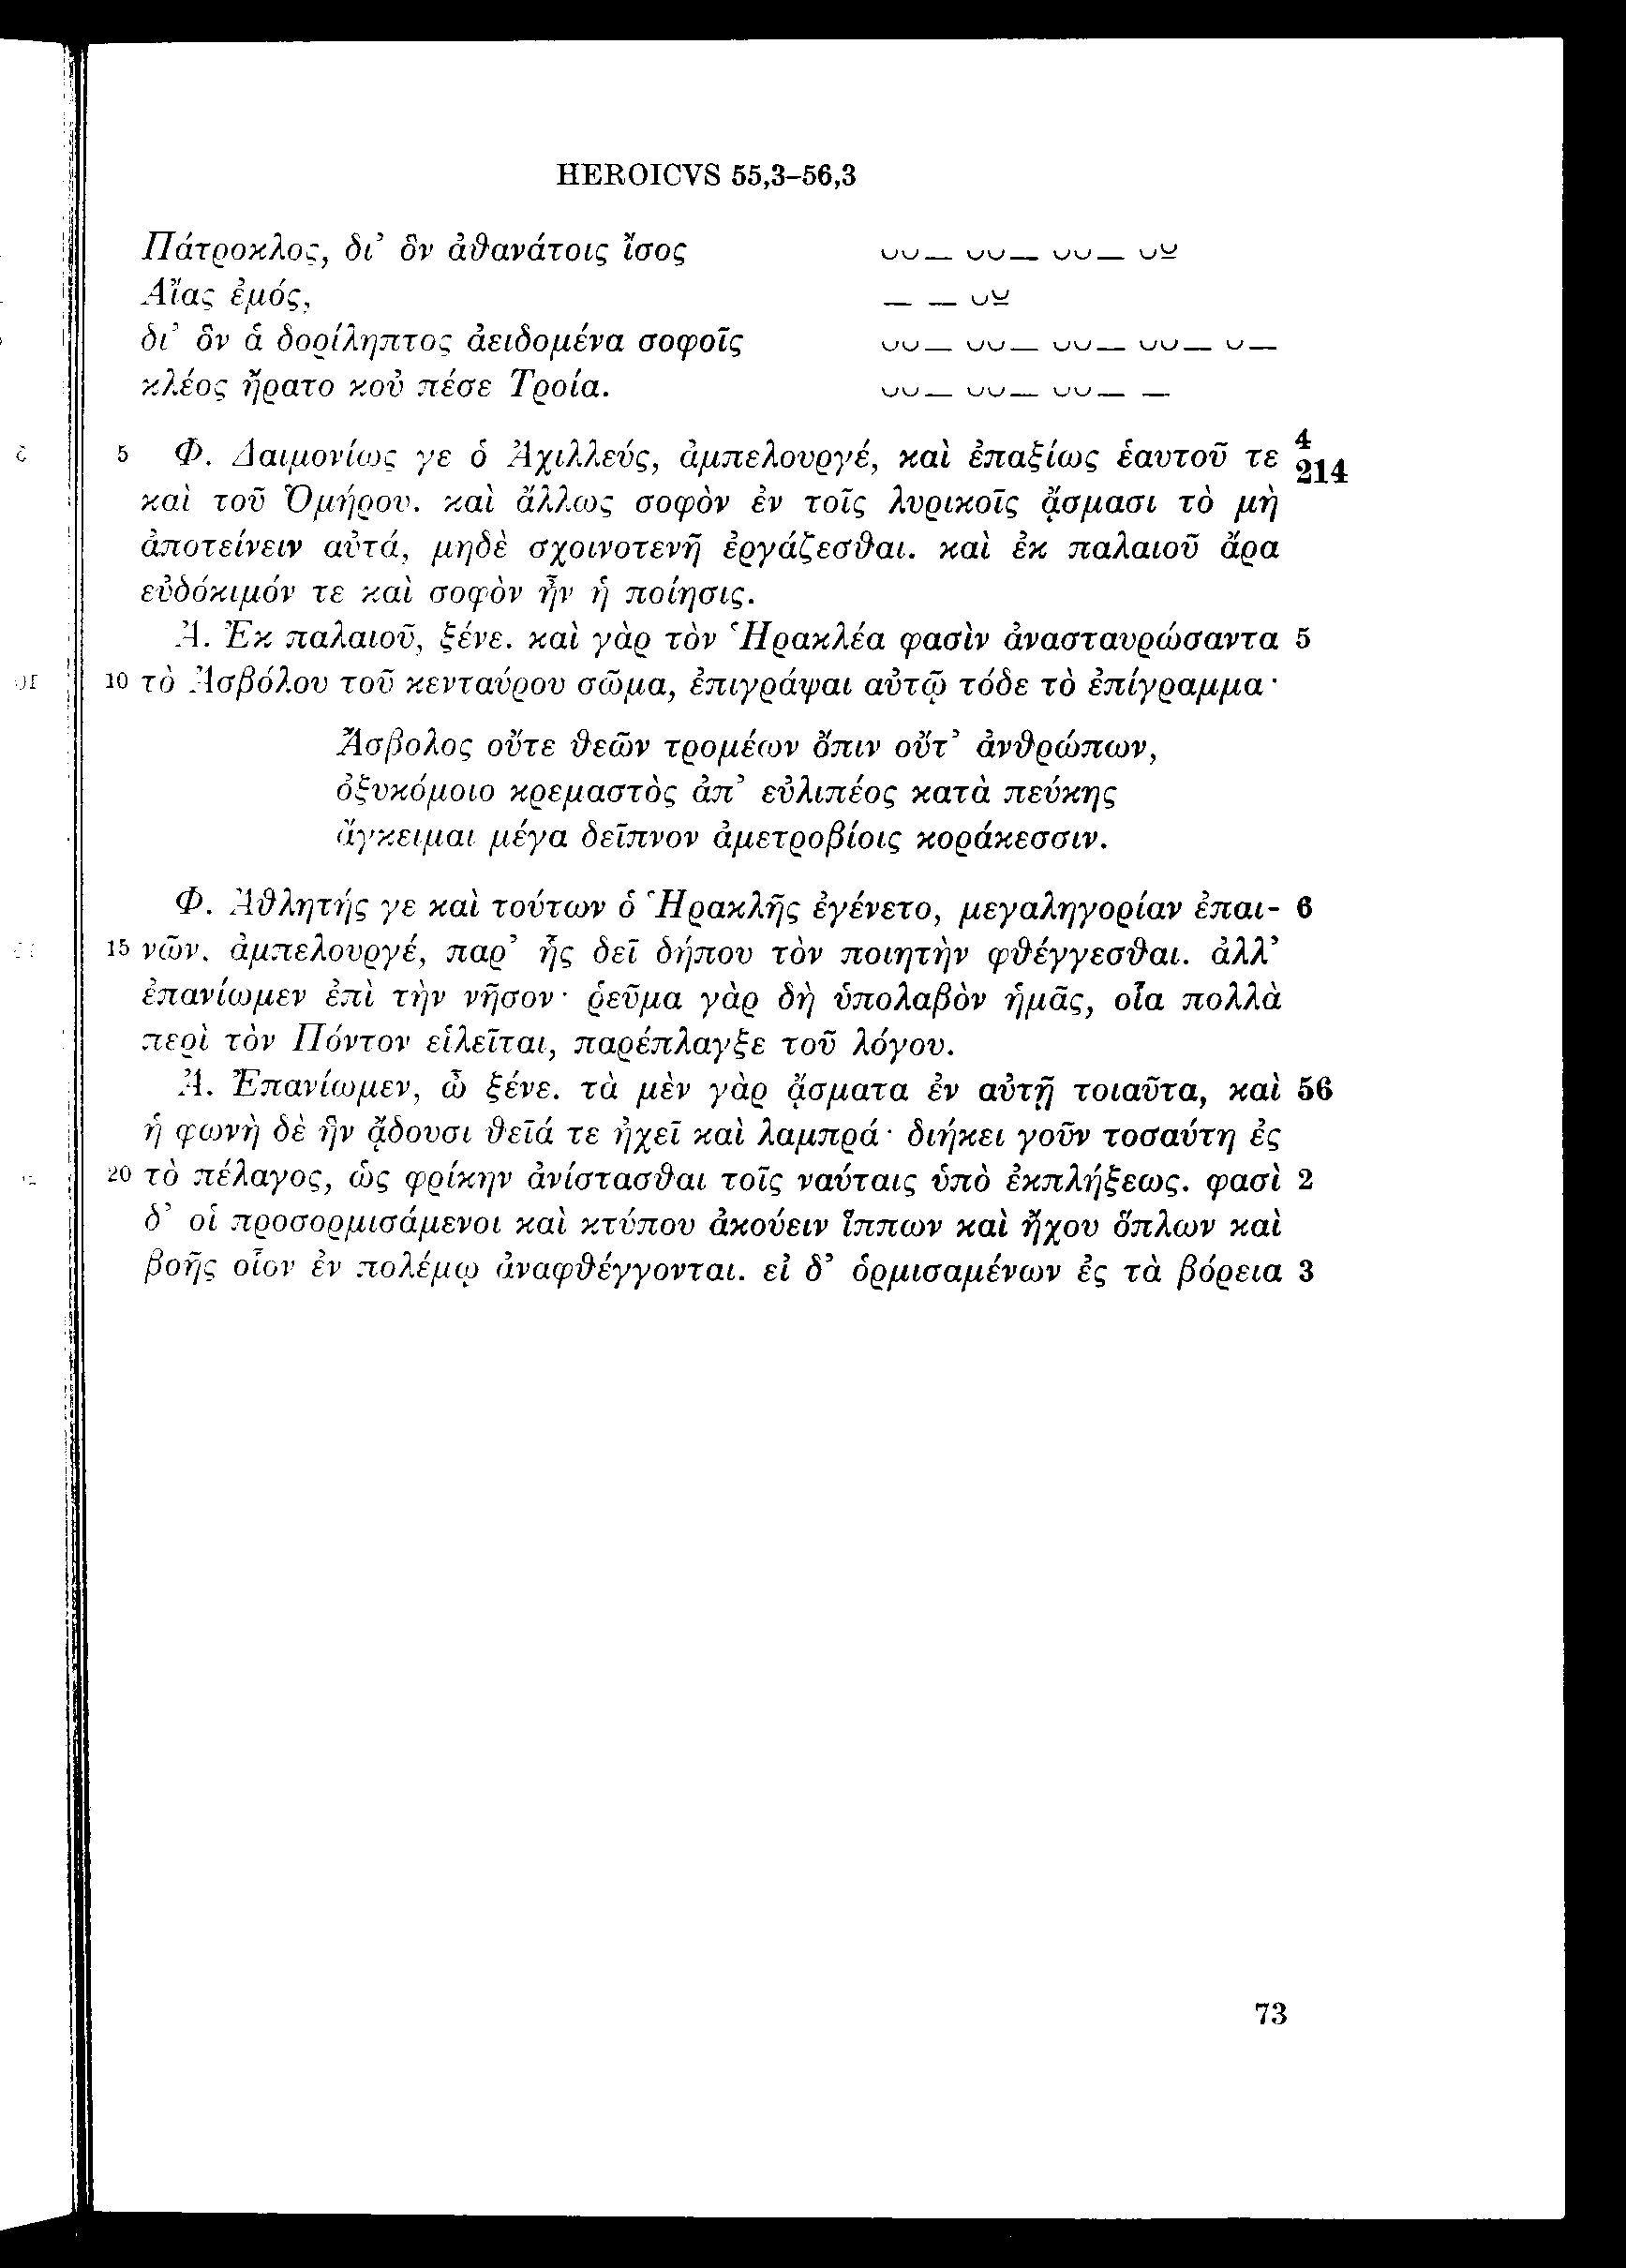 HEROICVS 55,3–56,3
Πάτροκλος, δι’ ὃν ἀθανάτοις ἴσος ⏑⏑— ⏑⏑— ⏑⏑— ⏑⏓
Αἴας ἐμός, — — ⏑⏓
δι’ ὃν ἁ δορίληπτος ἀειδομένα σοφοῖς ⏑⏑— ⏑⏑— ⏑⏑— ⏑⏑— ⏑—
κλέος ἤρατο κοὐ πέσε Τροία. ⏑⏑— ⏑⏑— ⏑⏑— —
5 Φ. Δαιμονίως γε ὁ Ἀχιλλεύς, ἀμπελουργέ, καὶ ἐπαξίως ἑαυτοῦ τε 4 214
καὶ τοῦ Ὁμήρου. καὶ ἄλλως σοφὸν ἐν τοῖς λυρικοῖς ᾄσμασι τὸ μὴ
ἀποτείνειν αὐτά, μηδὲ σχοινοτενῆ ἐργάζεσθαι. καὶ ἐκ παλαιοῦ ἄρα
εὐδόκιμόν τε καὶ σοφὸν ἦν ἡ ποίησις.
Ἀ. Ἐκ παλαιοῦ, ξένε. καὶ γὰρ τὸν Ἡρακλέα φασὶν ἀνασταυρώσαντα 5
10 τὸ Ἀσβόλου τοῦ κενταύρου σῶμα, ἐπιγράψαι αὐτῷ τόδε τὸ ἐπίγραμμα·
Ἄσβολος οὔτε θεῶν τρομέων ὄπιν οὔτ’ ἀνθρώπων,
ὀξυκόμοιο κρεμαστὸς ἀπ’ εὐλιπέος κατὰ πεύκης
ἄγκειμαι μέγα δεῖπνον ἀμετροβίοις κοράκεσσιν.
Φ. Ἀθλητής γε καὶ τούτων ὁ Ἡρακλῆς ἐγένετο, μεγαληγορίαν ἐπαι- 6
15 νῶν, ἀμπελουργέ, παρ’ ἧς δεῖ δήπου τὸν ποιητὴν φθέγγεσθαι. ἀλλ’
ἐπανίωμεν ἐπὶ τὴν νῆσον· ῥεῦμα γὰρ δὴ ὑπολαβὸν ἡμᾶς, οἷα πολλὰ
περὶ τὸν Πόντον εἱλεῖται, παρέπλαγξε τοῦ λόγου.
Ἀ. Ἐπανίωμεν, ὦ ξένε. τὰ μὲν γὰρ ᾄσματα ἐν αὐτῇ τοιαῦτα, καὶ 56
ἡ φωνὴ δὲ ἣν ᾄδουσι θεῖά τε ἠχεῖ καὶ λαμπρά· διήκει γοῦν τοσαύτη ἐς
20 τὸ πέλαγος, ὡς φρίκην ἀνίστασθαι τοῖς ναύταις ὑπὸ ἐκπλήξεως. φασὶ 2
δ’ οἱ προσορμισάμενοι καὶ κτύπου ἀκούειν ἵππων καὶ ἤχου ὅπλων καὶ
βοῆς οἷον ἐν πολέμῳ ἀναφθέγγονται. εἰ δ’ ὁρμισαμένων ἐς τὰ βόρεια 3
73